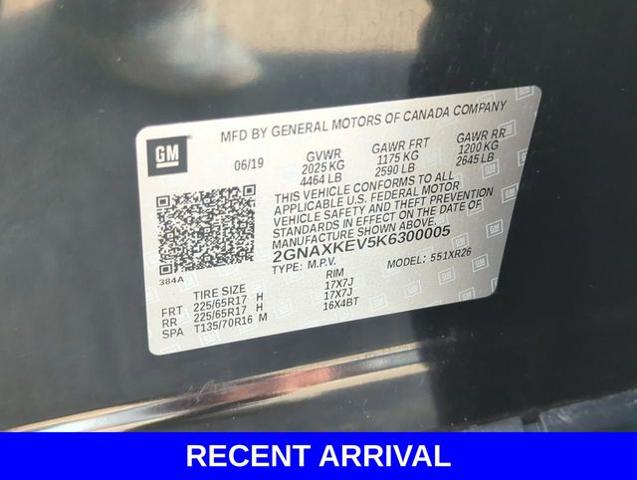 MFD BY GENERAL MOTORS OF CANADA COMPANY
GM
06/19 GVWR GAWR FRT GAWR RR
2025 KG 1175 KG 1200 KG
4464 LB 2590 LB 2645 LB
THIS VEHICLE CONFORMS TO ALL
APPLICABLE U.S. FEDERAL MOTOR
VEHICLE SAFETY AND THEFT PREVENTION
STANDARDS IN EFFECT ON THE DATE OF
MANUFACTURE SHOWN ABOVE.
2GNAXKEV5K6300005
TYPE: M.P.V. MODEL: 551XR26
384A
TIRE SIZE RIM
FRT 225/65R17 H 17X7J
RR 225/65R17 H 17X7J
SPA T135/70R16 M 16X4BT
RECENT ARRIVAL